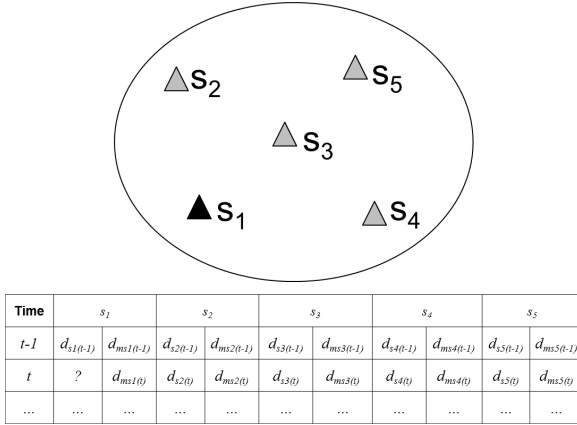 s2
s5
s3
s1
s4
Time s1 s2 s3 s4 s5
t-1 ds1(t-1) dms1(t-1) ds2(t-1) dms2(t-1) ds3(t-1) dms3(t-1) ds4(t-1) dms4(t-1) ds5(t-1) dms5(t-1)
t ? dms1(t) ds2(t) dms2(t) ds3(t) dms3(t) ds4(t) dms4(t) ds5(t) dms5(t)
... ... ... ... ... ... ... ... ... ... ...